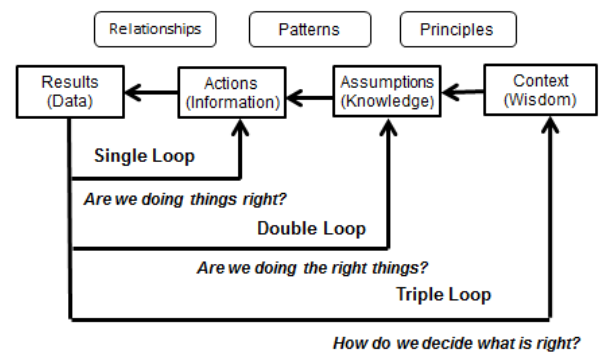 Relationships
Patterns
Principles
Results
(Data)
Actions
(Information)
Assumptions
(Knowledge)
Context
(Wisdom)
Single Loop
Are we doing things right?
Double Loop
Are we doing the right things?
Triple Loop
How do we decide what is right?